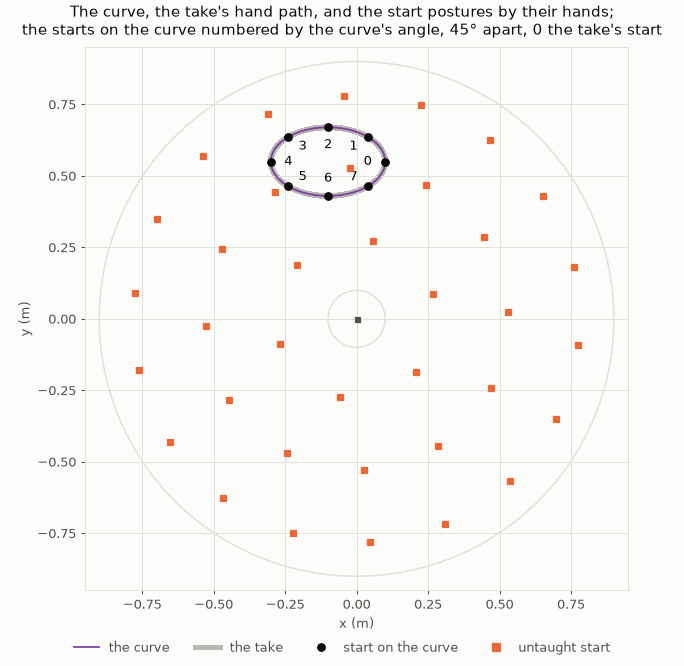 The curve, the take's hand path, and the start postures by their hands;
the starts on the curve numbered by the curve's angle, 45° apart, 0 the take's start
0.75
0.50
0.25
0.00
−0.25
−0.50
−0.75
y (m)
3 2 1
4 0
5 6 7
−0.75 −0.50 −0.25 0.00 0.25 0.50 0.75
x (m)
the curve the take start on the curve untaught start